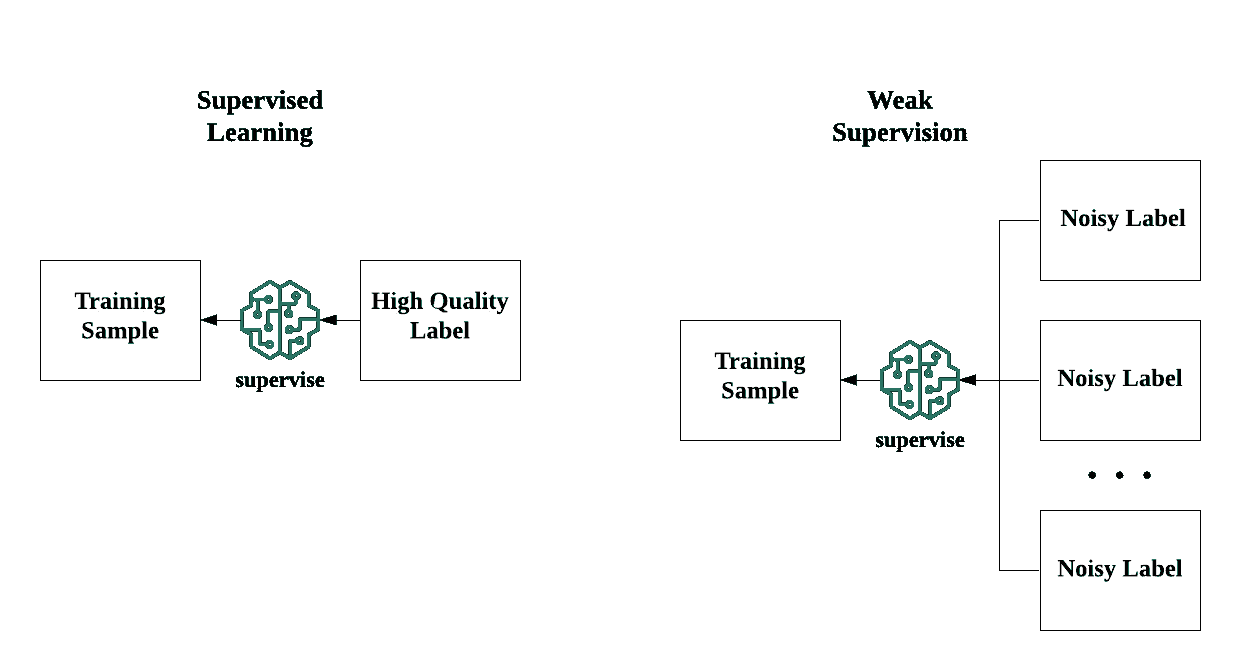 Supervised
Learning
Training
Sample
supervise
High Quality
Label
Weak
Supervision
Training
Sample
supervise
Noisy Label
Noisy Label
. . .
Noisy Label